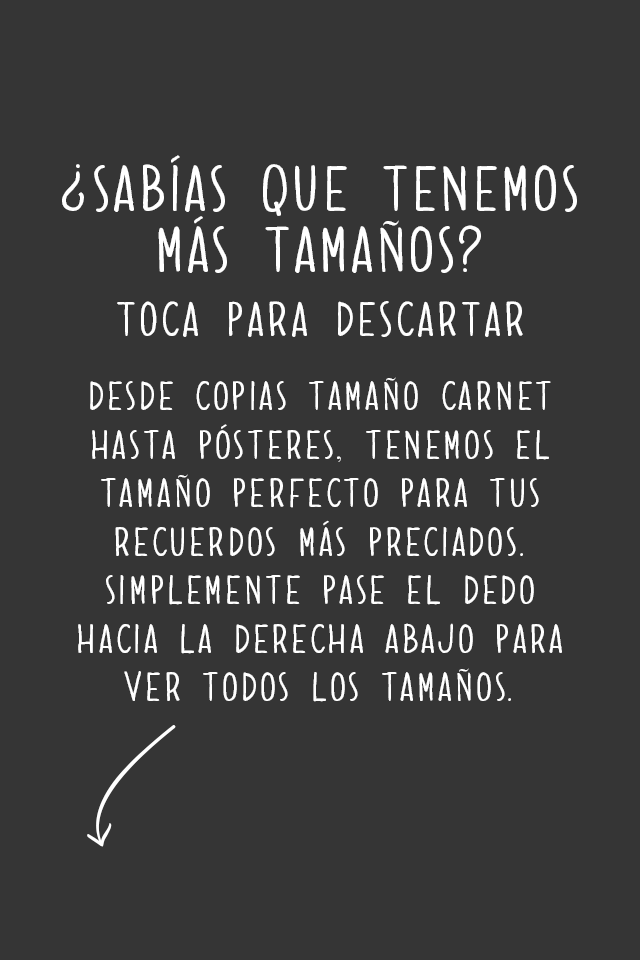 ¿SABÍAS QUE TENEMOS
MÁS TAMAÑOS?
TOCA PARA DESCARTAR
DESDE COPIAS TAMAÑO CARNET
HASTA PÓSTERES, TENEMOS EL
TAMAÑO PERFECTO PARA TUS
RECUERDOS MÁS PRECIADOS.
SIMPLEMENTE PASE EL DEDO
HACIA LA DERECHA ABAJO PARA
VER TODOS LOS TAMAÑOS.